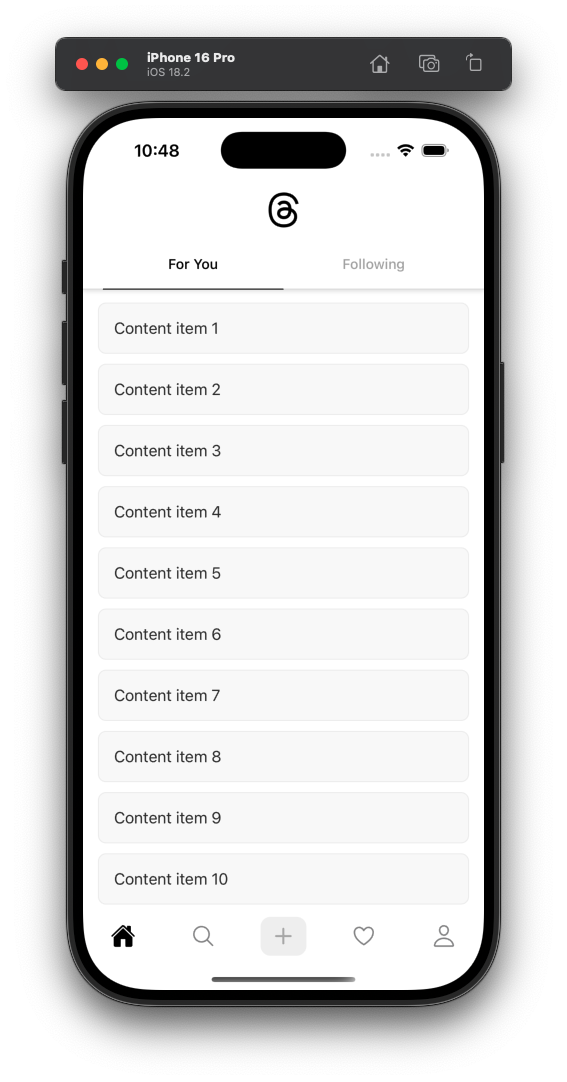 iPhone 16 Pro
iOS 18.2
10:48
For You
Following
Content item 1
Content item 2
Content item 3
Content item 4
Content item 5
Content item 6
Content item 7
Content item 8
Content item 9
Content item 10